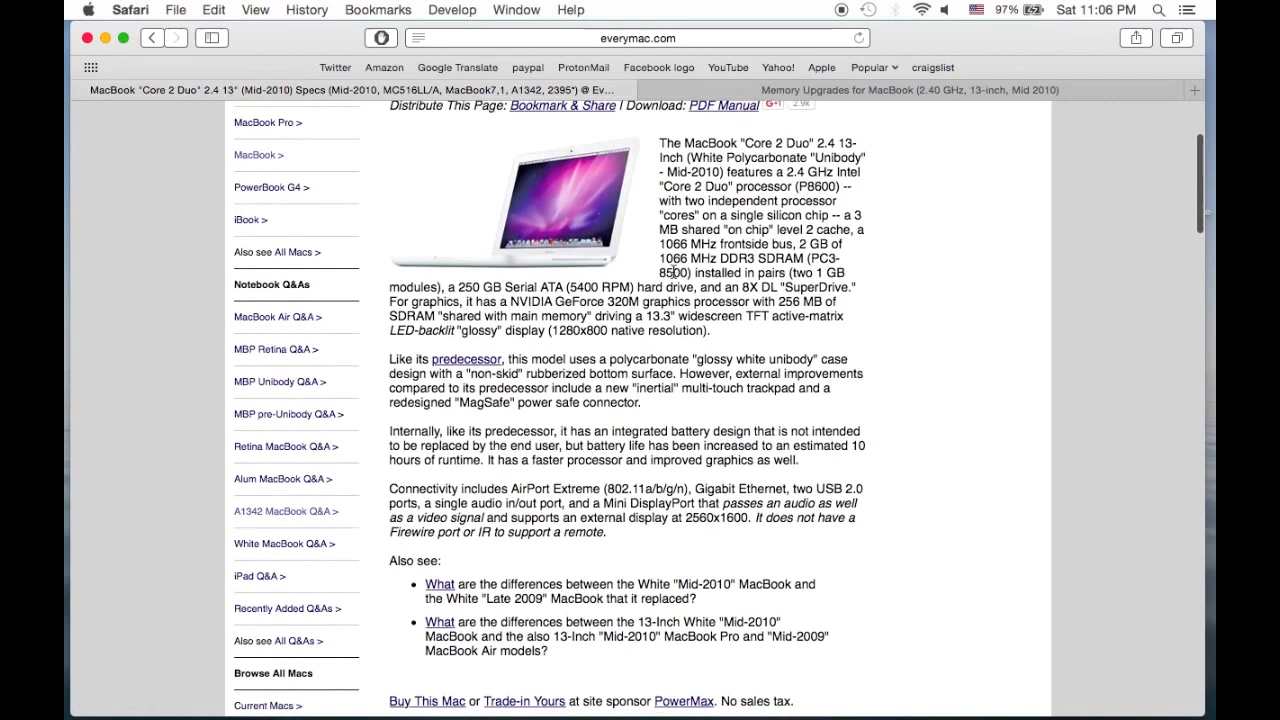 Safari File Edit View History Bookmarks Develop Window Help 97% Sat 11:06 PM
everymac.com
Twitter Amazon Google Translate paypal ProtonMail Facebook logo YouTube Yahoo! Apple Popular craigslist
MacBook "Core 2 Duo" 2.4 13" (Mid-2010) Specs (Mid-2010, MC516LL/A, MacBook7,1, A1342, 2395*) @ Ev... Memory Upgrades for MacBook (2.40 GHz, 13-inch, Mid 2010)
Distribute This Page: Bookmark & Share | Download: PDF Manual G+1 2.9k
MacBook Pro >
MacBook >
PowerBook G4 >
iBook >
Also see All Macs >
Notebook Q&As
MacBook Air Q&A >
MBP Retina Q&A >
MBP Unibody Q&A >
MBP pre-Unibody Q&A >
Retina MacBook Q&A >
Alum MacBook Q&A >
A1342 MacBook Q&A >
White MacBook Q&A >
iPad Q&A >
Recently Added Q&As >
Also see All Q&As >
Browse All Macs
Current Macs >
The MacBook "Core 2 Duo" 2.4 13-
Inch (White Polycarbonate "Unibody"
- Mid-2010) features a 2.4 GHz Intel
"Core 2 Duo" processor (P8600) --
with two independent processor
"cores" on a single silicon chip -- a 3
MB shared "on chip" level 2 cache, a
1066 MHz frontside bus, 2 GB of
1066 MHz DDR3 SDRAM (PC3-
8500) installed in pairs (two 1 GB
modules), a 250 GB Serial ATA (5400 RPM) hard drive, and an 8X DL "SuperDrive."
For graphics, it has a NVIDIA GeForce 320M graphics processor with 256 MB of
SDRAM "shared with main memory" driving a 13.3" widescreen TFT active-matrix
LED-backlit "glossy" display (1280x800 native resolution).
Like its predecessor, this model uses a polycarbonate "glossy white unibody" case
design with a "non-skid" rubberized bottom surface. However, external improvements
compared to its predecessor include a new "inertial" multi-touch trackpad and a
redesigned "MagSafe" power safe connector.
Internally, like its predecessor, it has an integrated battery design that is not intended
to be replaced by the end user, but battery life has been increased to an estimated 10
hours of runtime. It has a faster processor and improved graphics as well.
Connectivity includes AirPort Extreme (802.11a/b/g/n), Gigabit Ethernet, two USB 2.0
ports, a single audio in/out port, and a Mini DisplayPort that passes an audio as well
as a video signal and supports an external display at 2560x1600. It does not have a
Firewire port or IR to support a remote.
Also see:
• What are the differences between the White "Mid-2010" MacBook and
the White "Late 2009" MacBook that it replaced?
• What are the differences between the 13-Inch White "Mid-2010"
MacBook and the also 13-Inch "Mid-2010" MacBook Pro and "Mid-2009"
MacBook Air models?
Buy This Mac or Trade-in Yours at site sponsor PowerMax. No sales tax.